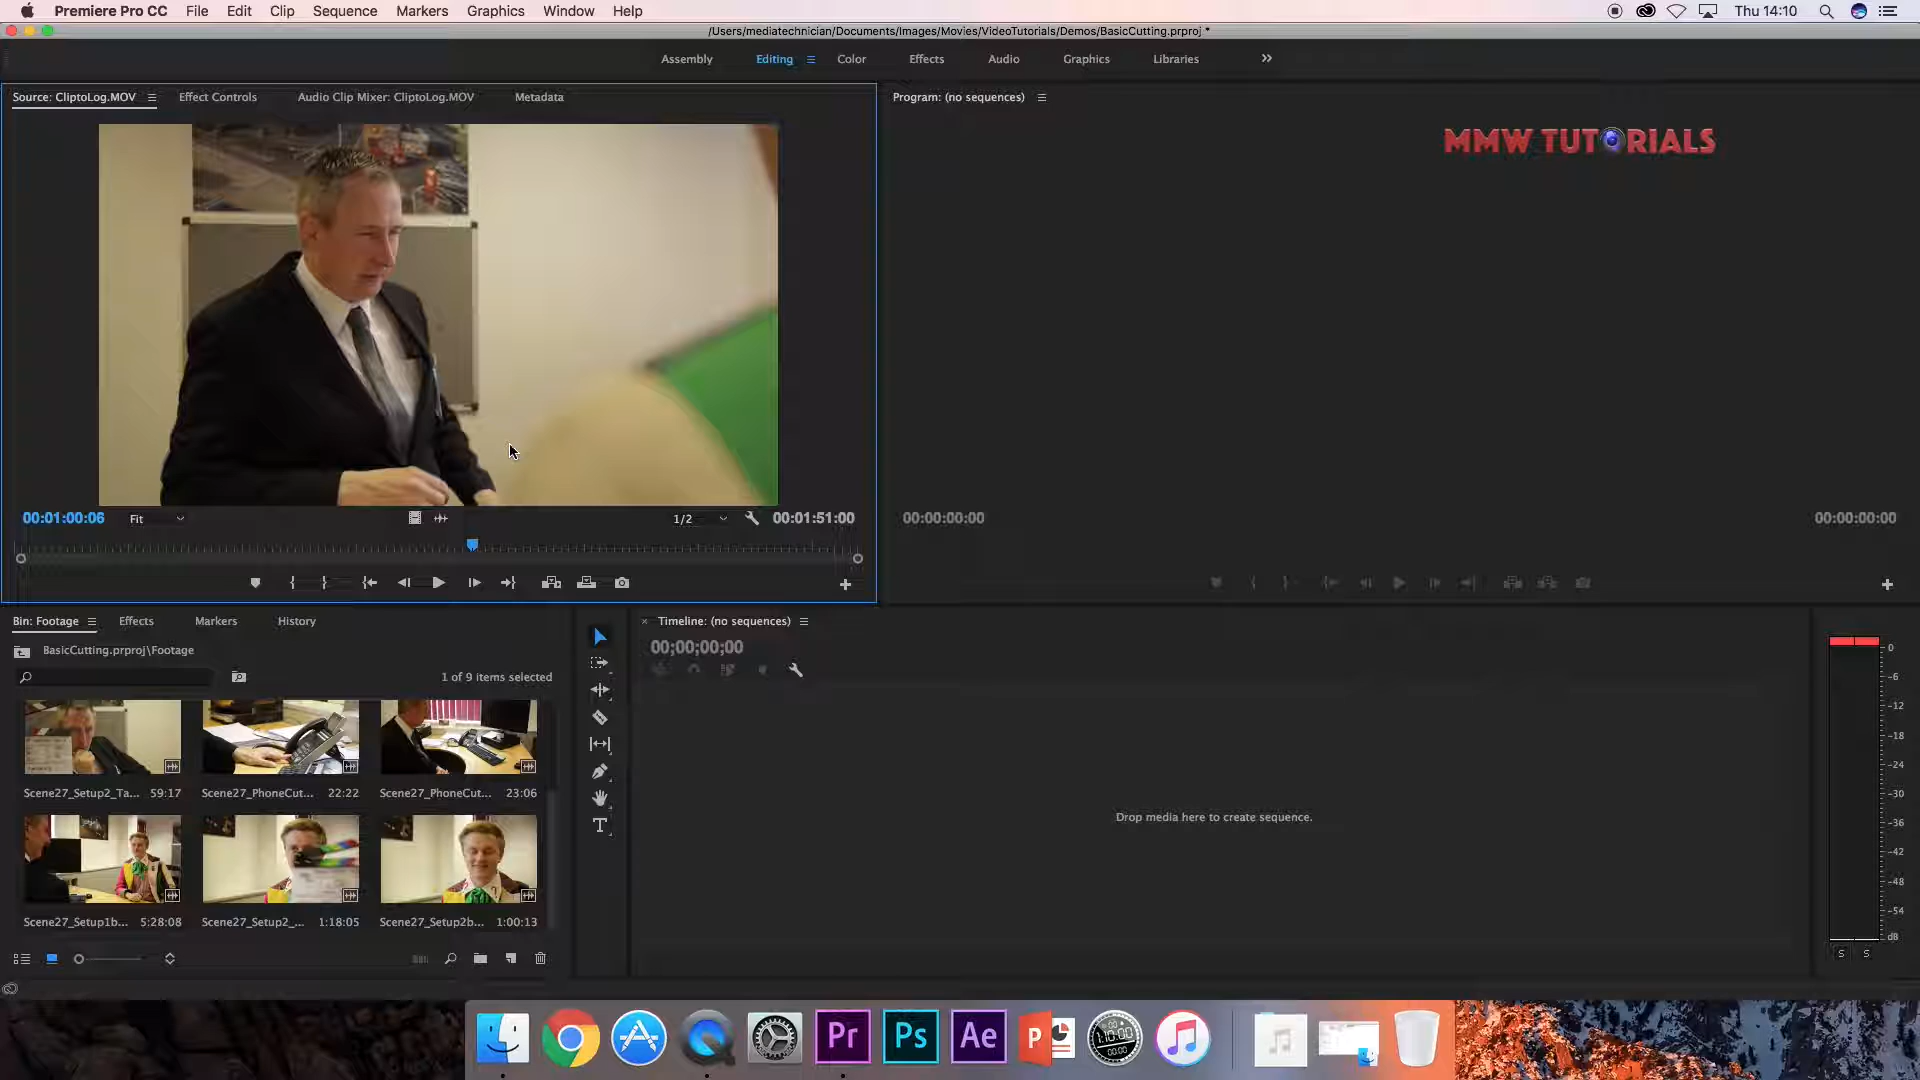 Premiere Pro CC File Edit Clip Sequence Markers Graphics Window Help Thu 14:10
/Users/mediatechnician/Documents/Images/Movies/VideoTutorials/Demos/BasicCutting.prproj *
Assembly Editing Color Effects Audio Graphics Libraries
Source: CliptoLog.MOV Effect Controls Audio Clip Mixer: CliptoLog.MOV Metadata
Program: (no sequences)
MMW TUTORIALS
00:01:00:06 Fit 1/2 00:01:51:00
00:00:00:00 00:00:00:00
Bin: Footage Effects Markers History
BasicCutting.prproj\Footage
1 of 9 items selected
Scene27_Setup2_Ta... 59:17 Scene27_PhoneCut... 22:22 Scene27_PhoneCut... 23:06
Scene27_Setup1b... 5:28:08 Scene27_Setup2_... 1:18:05 Scene27_Setup2b... 1:00:13
Timeline: (no sequences)
00;00;00;00
Drop media here to create sequence.
0
-6
-12
-18
-24
-30
-36
-42
-48
-54
dB
S S
Pr Ps Ae P